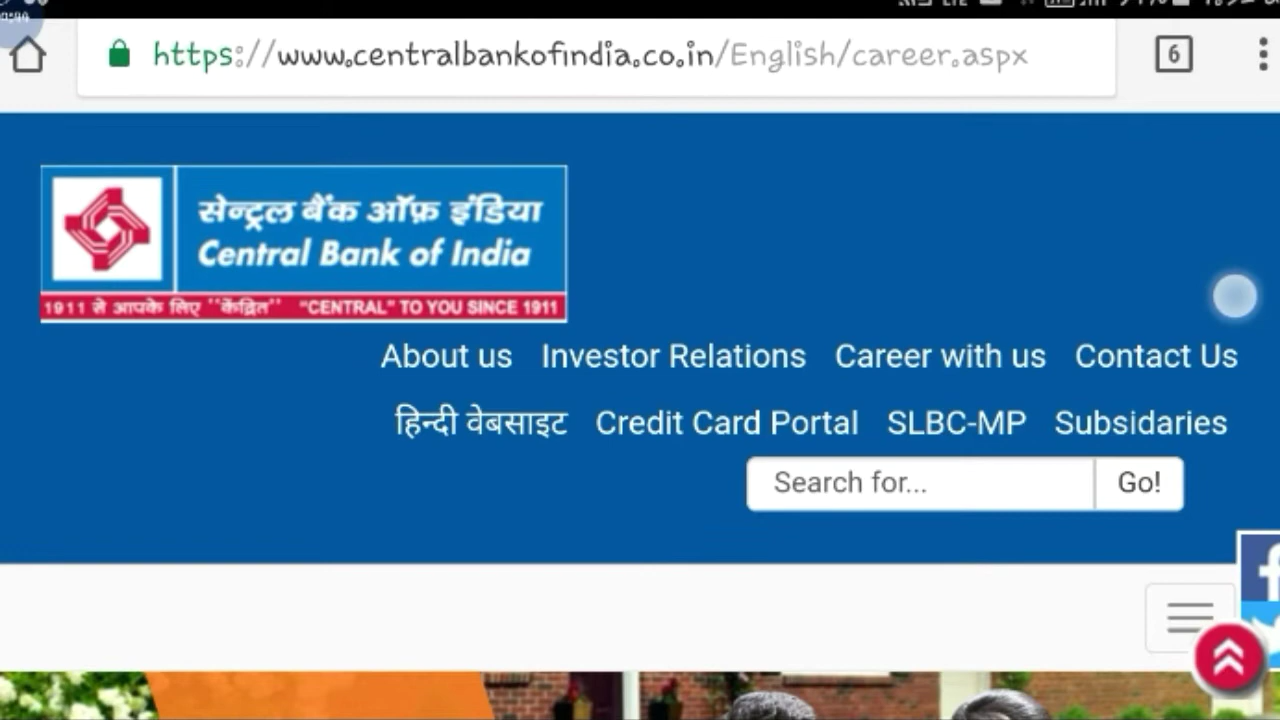 https://www.centralbankofindia.co.in/English/career.aspx 6
सेन्ट्रल बैंक ऑफ़ इंडिया
Central Bank of India
1911 से आपके लिए "केंद्रित" "CENTRAL" TO YOU SINCE 1911
About us Investor Relations Career with us Contact Us
हिन्दी वेबसाइट Credit Card Portal SLBC-MP Subsidaries
Search for... Go!